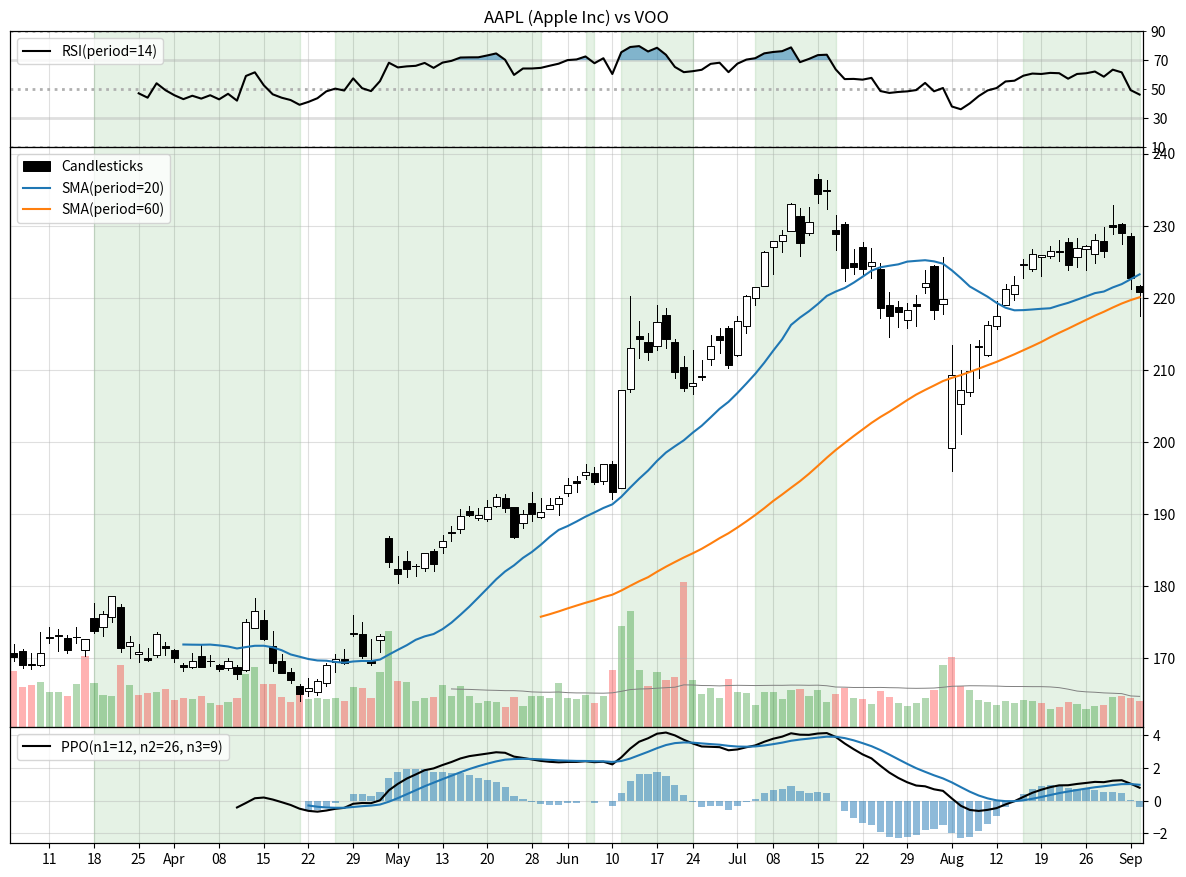 AAPL (Apple Inc) vs VOO
RSI(period=14)
90
70
50
30
10
Candlesticks
SMA(period=20)
SMA(period=60)
240
230
220
210
200
190
180
170
PPO(n1=12, n2=26, n3=9)
4
2
0
−2
11 18 25 Apr 08 15 22 29 May 13 20 28 Jun 10 17 24 Jul 08 15 22 29 Aug 12 19 26 Sep